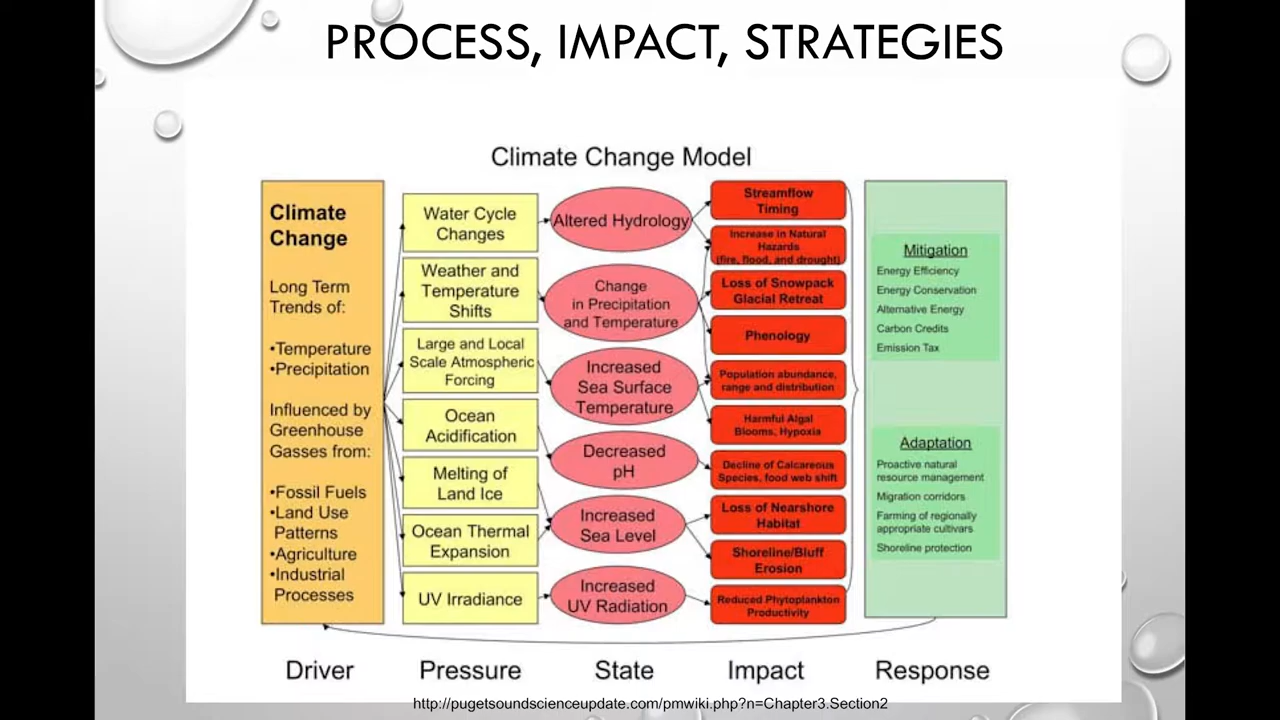 PROCESS, IMPACT, STRATEGIES
Climate Change Model
Climate
Change
Long Term
Trends of:
•Temperature
•Precipitation
Influenced by
Greenhouse
Gasses from:
•Fossil Fuels
•Land Use
Patterns
•Agriculture
•Industrial
Processes
Water Cycle
Changes
Weather and
Temperature
Shifts
Large and Local
Scale Atmospheric
Forcing
Ocean
Acidification
Melting of
Land Ice
Ocean Thermal
Expansion
UV Irradiance
Altered Hydrology
Change
in Precipitation
and Temperature
Increased
Sea Surface
Temperature
Decreased
pH
Increased
Sea Level
Increased
UV Radiation
Streamflow
Timing
Increase in Natural
Hazards
(fire, flood, and drought)
Loss of Snowpack
Glacial Retreat
Phenology
Population abundance,
range and distribution
Harmful Algal
Blooms, Hypoxia
Decline of Calcareous
Species, food web shift
Loss of Nearshore
Habitat
Shoreline/Bluff
Erosion
Reduced Phytoplankton
Productivity
Mitigation
Energy Efficiency
Energy Conservation
Alternative Energy
Carbon Credits
Emission Tax
Adaptation
Proactive natural
resource management
Migration corridors
Farming of regionally
appropriate cultivars
Shoreline protection
Driver
Pressure
State
Impact
Response
http://pugetsoundscienceupdate.com/pmwiki.php?n=Chapter3.Section2